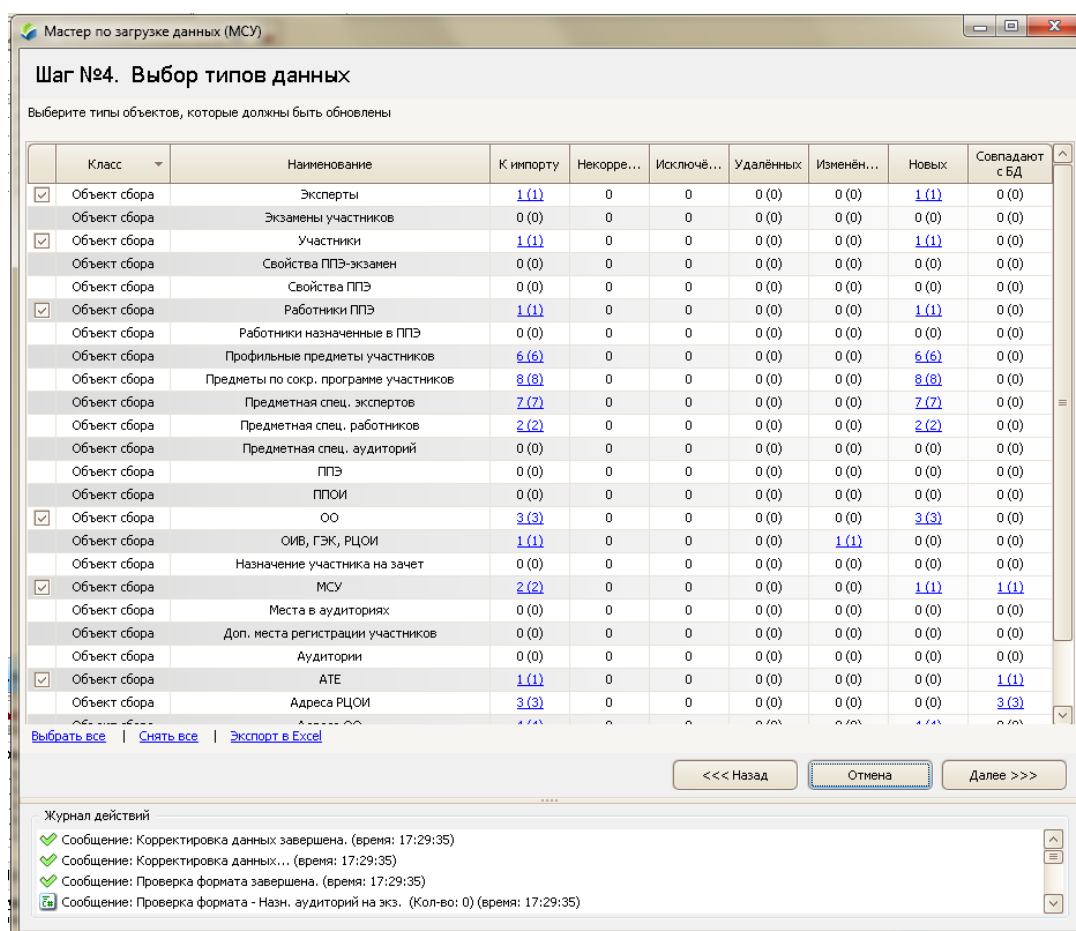 Мастер по загрузке данных (МСУ)
Шаг №4. Выбор типов данных
Выберите типы объектов, которые должны быть обновлены
Класс Наименование К импорту Некорре... Исключё... Удалённых Изменён... Новых Совпадают с БД
Объект сбора Эксперты 1 (1) 0 0 0 (0) 0 (0) 1 (1) 0 (0)
Объект сбора Экзамены участников 0 (0) 0 0 0 (0) 0 (0) 0 (0) 0 (0)
Объект сбора Участники 1 (1) 0 0 0 (0) 0 (0) 1 (1) 0 (0)
Объект сбора Свойства ППЭ-экзамен 0 (0) 0 0 0 (0) 0 (0) 0 (0) 0 (0)
Объект сбора Свойства ППЭ 0 (0) 0 0 0 (0) 0 (0) 0 (0) 0 (0)
Объект сбора Работники ППЭ 1 (1) 0 0 0 (0) 0 (0) 1 (1) 0 (0)
Объект сбора Работники назначенные в ППЭ 0 (0) 0 0 0 (0) 0 (0) 0 (0) 0 (0)
Объект сбора Профильные предметы участников 6 (6) 0 0 0 (0) 0 (0) 6 (6) 0 (0)
Объект сбора Предметы по сокр. программе участников 8 (8) 0 0 0 (0) 0 (0) 8 (8) 0 (0)
Объект сбора Предметная спец. экспертов 7 (7) 0 0 0 (0) 0 (0) 7 (7) 0 (0)
Объект сбора Предметная спец. работников 2 (2) 0 0 0 (0) 0 (0) 2 (2) 0 (0)
Объект сбора Предметная спец. аудиторий 0 (0) 0 0 0 (0) 0 (0) 0 (0) 0 (0)
Объект сбора ППЭ 0 (0) 0 0 0 (0) 0 (0) 0 (0) 0 (0)
Объект сбора ППОИ 0 (0) 0 0 0 (0) 0 (0) 0 (0) 0 (0)
Объект сбора ОО 3 (3) 0 0 0 (0) 0 (0) 3 (3) 0 (0)
Объект сбора ОИВ, ГЭК, РЦОИ 1 (1) 0 0 0 (0) 1 (1) 0 (0) 0 (0)
Объект сбора Назначение участника на зачет 0 (0) 0 0 0 (0) 0 (0) 0 (0) 0 (0)
Объект сбора МСУ 2 (2) 0 0 0 (0) 0 (0) 1 (1) 1 (1)
Объект сбора Места в аудиториях 0 (0) 0 0 0 (0) 0 (0) 0 (0) 0 (0)
Объект сбора Доп. места регистрации участников 0 (0) 0 0 0 (0) 0 (0) 0 (0) 0 (0)
Объект сбора Аудитории 0 (0) 0 0 0 (0) 0 (0) 0 (0) 0 (0)
Объект сбора АТЕ 1 (1) 0 0 0 (0) 0 (0) 0 (0) 1 (1)
Объект сбора Адреса РЦОИ 3 (3) 0 0 0 (0) 0 (0) 0 (0) 3 (3)
Выбрать все | Снять все | Экспорт в Excel
<<< Назад Отмена Далее >>>
Журнал действий
Сообщение: Корректировка данных завершена. (время: 17:29:35)
Сообщение: Корректировка данных... (время: 17:29:35)
Сообщение: Проверка формата завершена. (время: 17:29:35)
Сообщение: Проверка формата - Назн. аудиторий на экз. (Кол-во: 0) (время: 17:29:35)